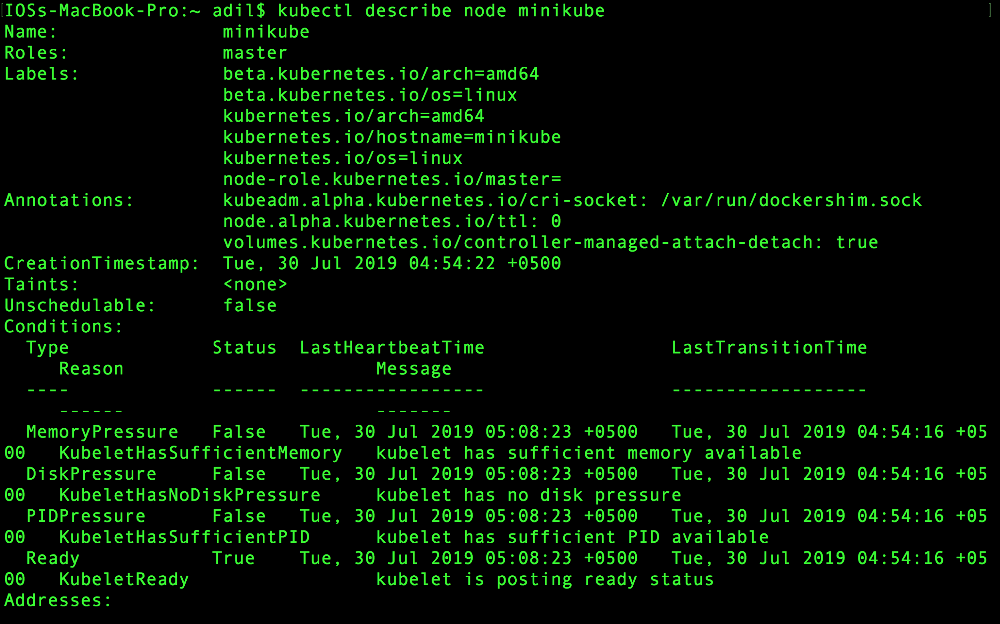 [IOSs-MacBook-Pro:~ adil$ kubectl describe node minikube ]
Name:               minikube
Roles:              master
Labels:             beta.kubernetes.io/arch=amd64
                    beta.kubernetes.io/os=linux
                    kubernetes.io/arch=amd64
                    kubernetes.io/hostname=minikube
                    kubernetes.io/os=linux
                    node-role.kubernetes.io/master=
Annotations:        kubeadm.alpha.kubernetes.io/cri-socket: /var/run/dockershim.sock
                    node.alpha.kubernetes.io/ttl: 0
                    volumes.kubernetes.io/controller-managed-attach-detach: true
CreationTimestamp:  Tue, 30 Jul 2019 04:54:22 +0500
Taints:             <none>
Unschedulable:      false
Conditions:
  Type             Status  LastHeartbeatTime                 LastTransitionTime
     Reason                       Message
  ----             ------  -----------------                 ------------------
     ------                       -------
  MemoryPressure   False   Tue, 30 Jul 2019 05:08:23 +0500   Tue, 30 Jul 2019 04:54:16 +05
00   KubeletHasSufficientMemory   kubelet has sufficient memory available
  DiskPressure     False   Tue, 30 Jul 2019 05:08:23 +0500   Tue, 30 Jul 2019 04:54:16 +05
00   KubeletHasNoDiskPressure     kubelet has no disk pressure
  PIDPressure      False   Tue, 30 Jul 2019 05:08:23 +0500   Tue, 30 Jul 2019 04:54:16 +05
00   KubeletHasSufficientPID      kubelet has sufficient PID available
  Ready            True    Tue, 30 Jul 2019 05:08:23 +0500   Tue, 30 Jul 2019 04:54:16 +05
00   KubeletReady                 kubelet is posting ready status
Addresses: